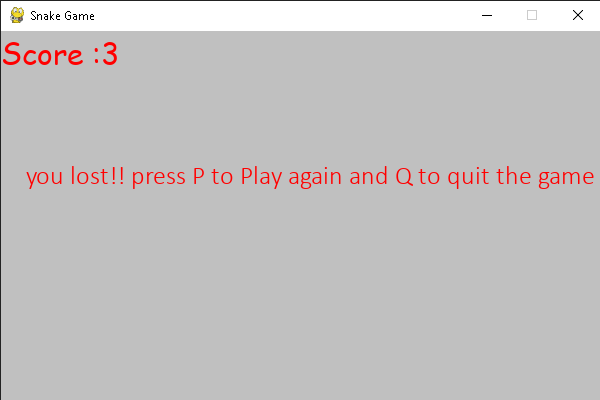 Snake Game
Score :3
you lost!! press P to Play again and Q to quit the game